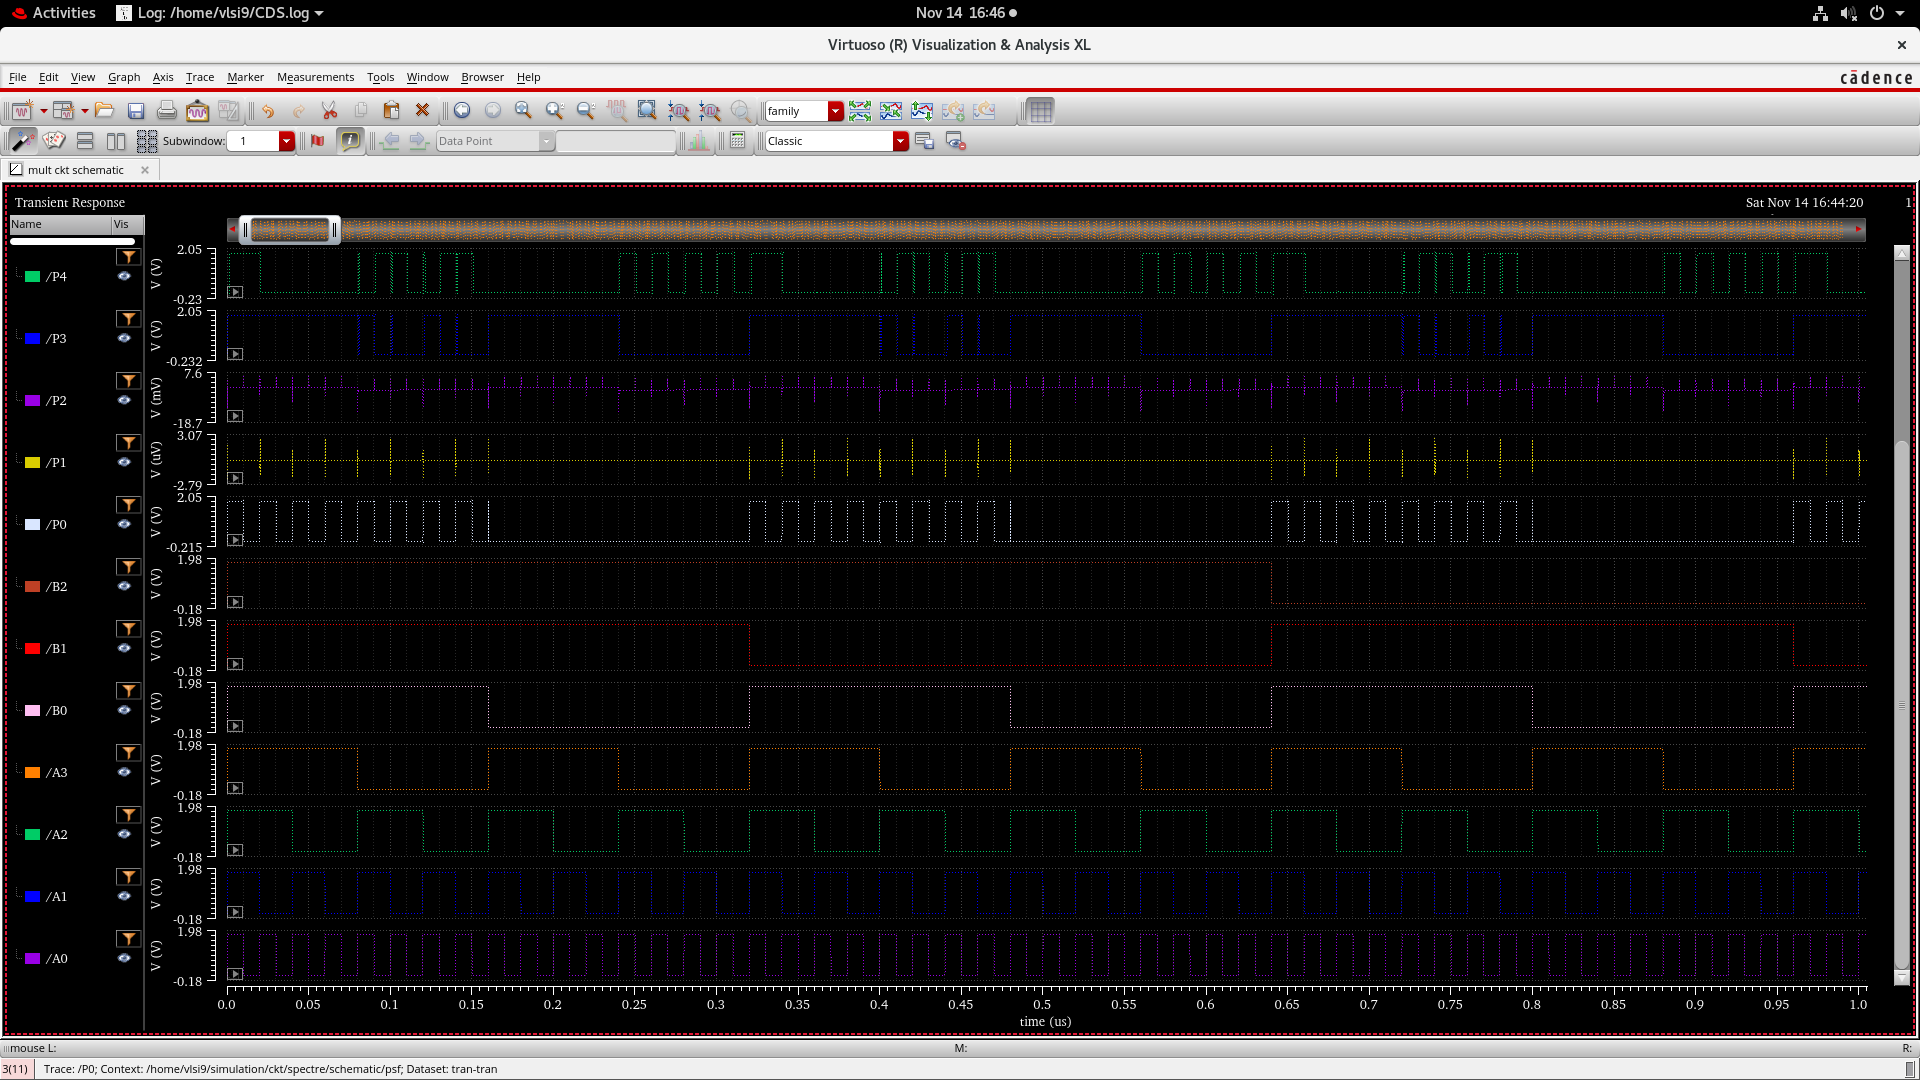 Activities
Log: /home/vlsi9/CDS.log
Nov 14 16:46
Virtuoso (R) Visualization & Analysis XL
File Edit View Graph Axis Trace Marker Measurements Tools Window Browser Help
cādence
family
Subwindow: 1
Data Point
Classic
mult ckt schematic
Transient Response
Sat Nov 14 16:44:20
1
Name Vis
/P4
V (V)
2.05
-0.23
/P3
V (V)
2.05
-0.232
/P2
V (mV)
7.6
-18.7
/P1
V (uV)
3.07
-2.79
/P0
V (V)
2.05
-0.215
/B2
V (V)
1.98
-0.18
/B1
V (V)
1.98
-0.18
/B0
V (V)
1.98
-0.18
/A3
V (V)
1.98
-0.18
/A2
V (V)
1.98
-0.18
/A1
V (V)
1.98
-0.18
/A0
V (V)
1.98
-0.18
0.0 0.05 0.1 0.15 0.2 0.25 0.3 0.35 0.4 0.45 0.5 0.55 0.6 0.65 0.7 0.75 0.8 0.85 0.9 0.95 1.0
time (us)
mouse L:
M:
R:
3(11)
Trace: /P0; Context: /home/vlsi9/simulation/ckt/spectre/schematic/psf; Dataset: tran-tran